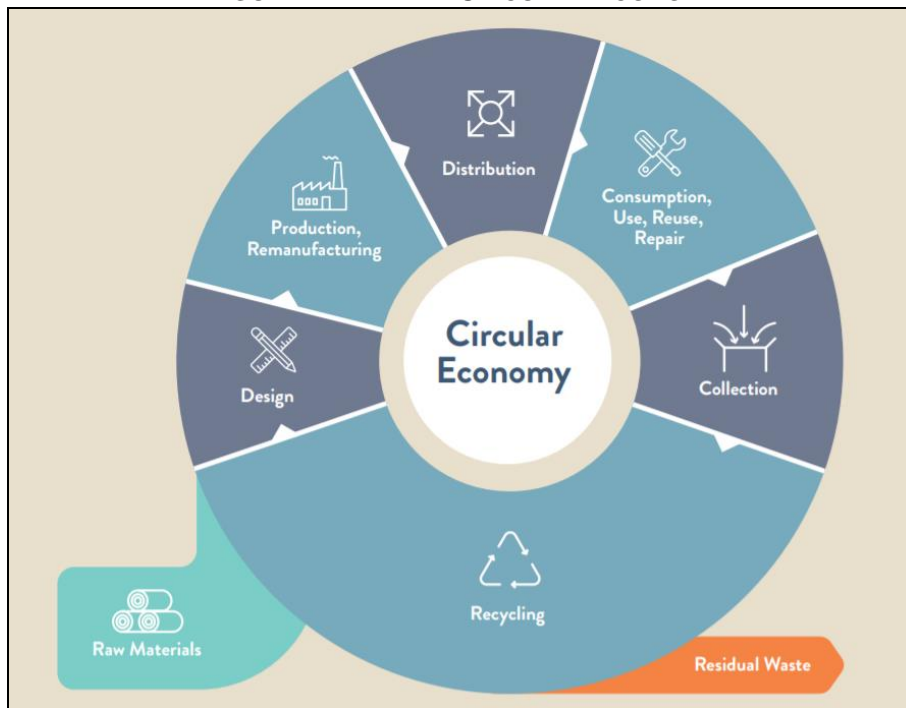 Distribution
Consumption,
Use, Reuse,
Repair
Production,
Remanufacturing
Circular
Economy
Design
Collection
Recycling
Raw Materials
Residual Waste